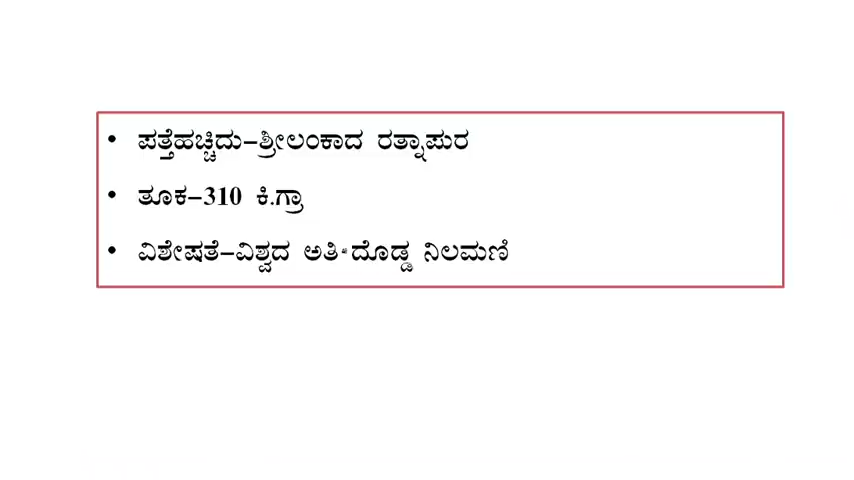 • ಪತ್ತೆಹಚ್ಚಿದು-ಶ್ರೀಲಂಕಾದ ರತ್ನಾಪುರ
• ತೂಕ-310 ಕಿ.ಗ್ರಾ
• ವಿಶೇಷತೆ-ವಿಶ್ವದ ಅತಿ ದೊಡ್ಡ ನಿಲಮಣಿ